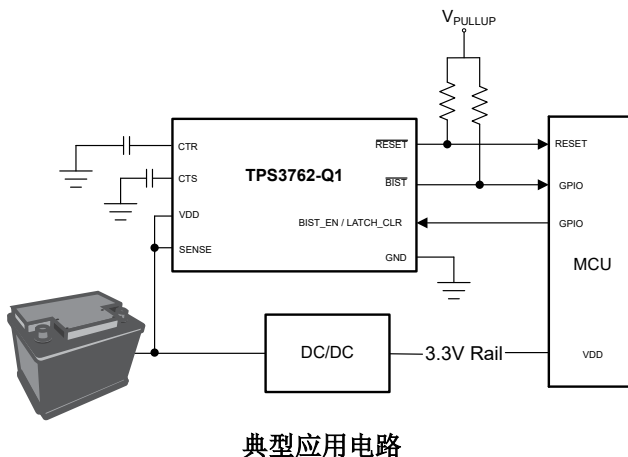 VPULLUP
CTR
RESET
RESET
CTS
TPS3762-Q1
BIST
GPIO
VDD
BIST_EN / LATCH_CLR
GPIO
SENSE
GND
MCU
DC/DC
3.3V Rail
VDD
典型应用电路